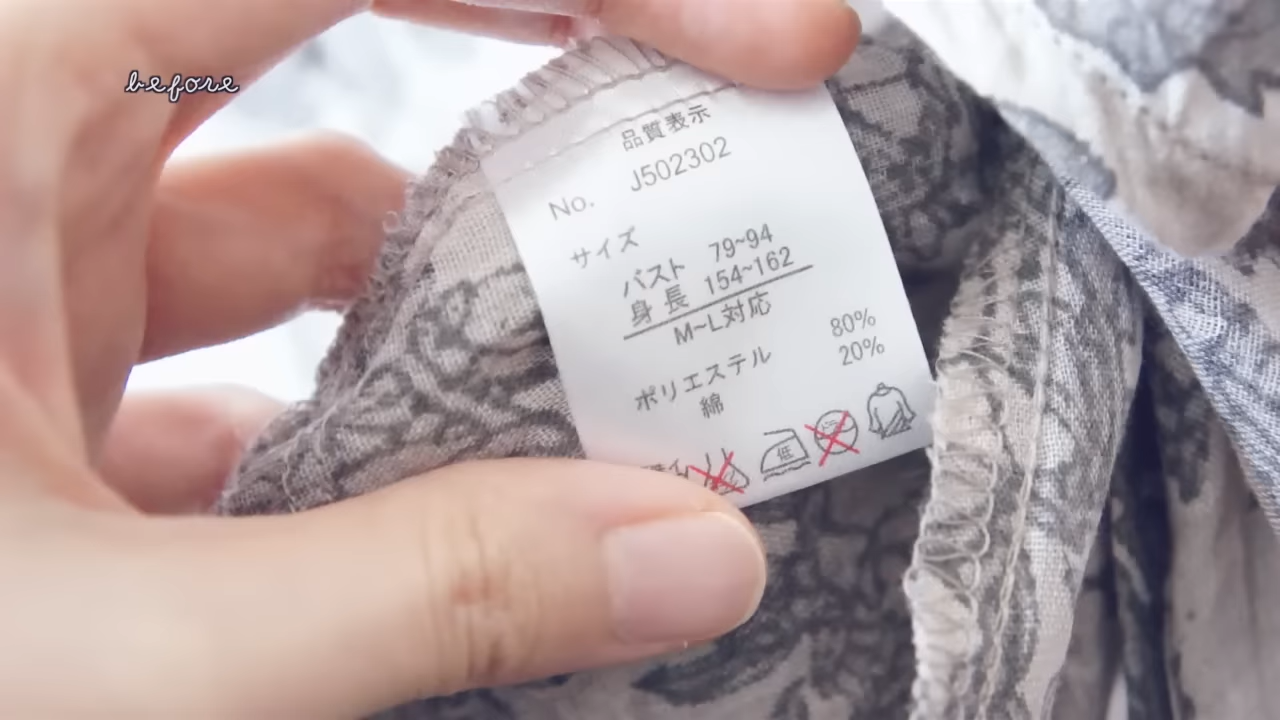 before
品質表示
No. J502302
サイズ
バスト 79~94
身長 154~162
M~L対応
ポリエステル 80%
綿 20%
低